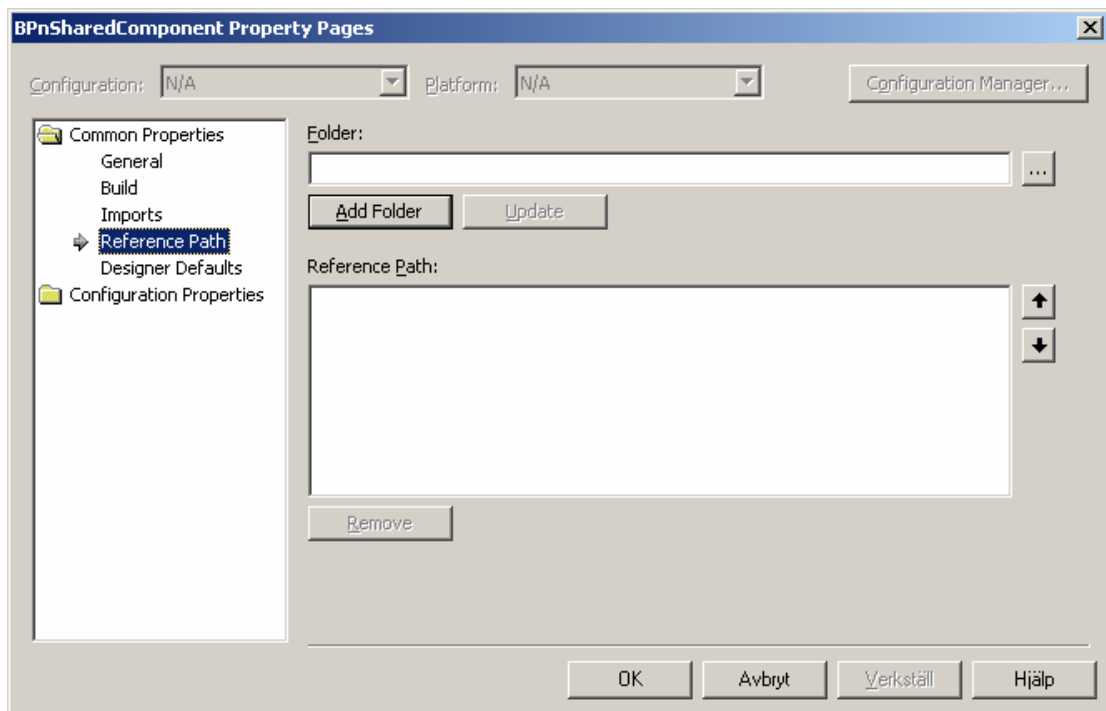 BPnSharedComponent Property Pages
Configuration: N/A Platform: N/A Configuration Manager...
Common Properties
General
Build
Imports
Reference Path
Designer Defaults
Configuration Properties
Folder:
...
Add Folder Update
Reference Path:
Remove
OK Avbryt Verkställ Hjälp